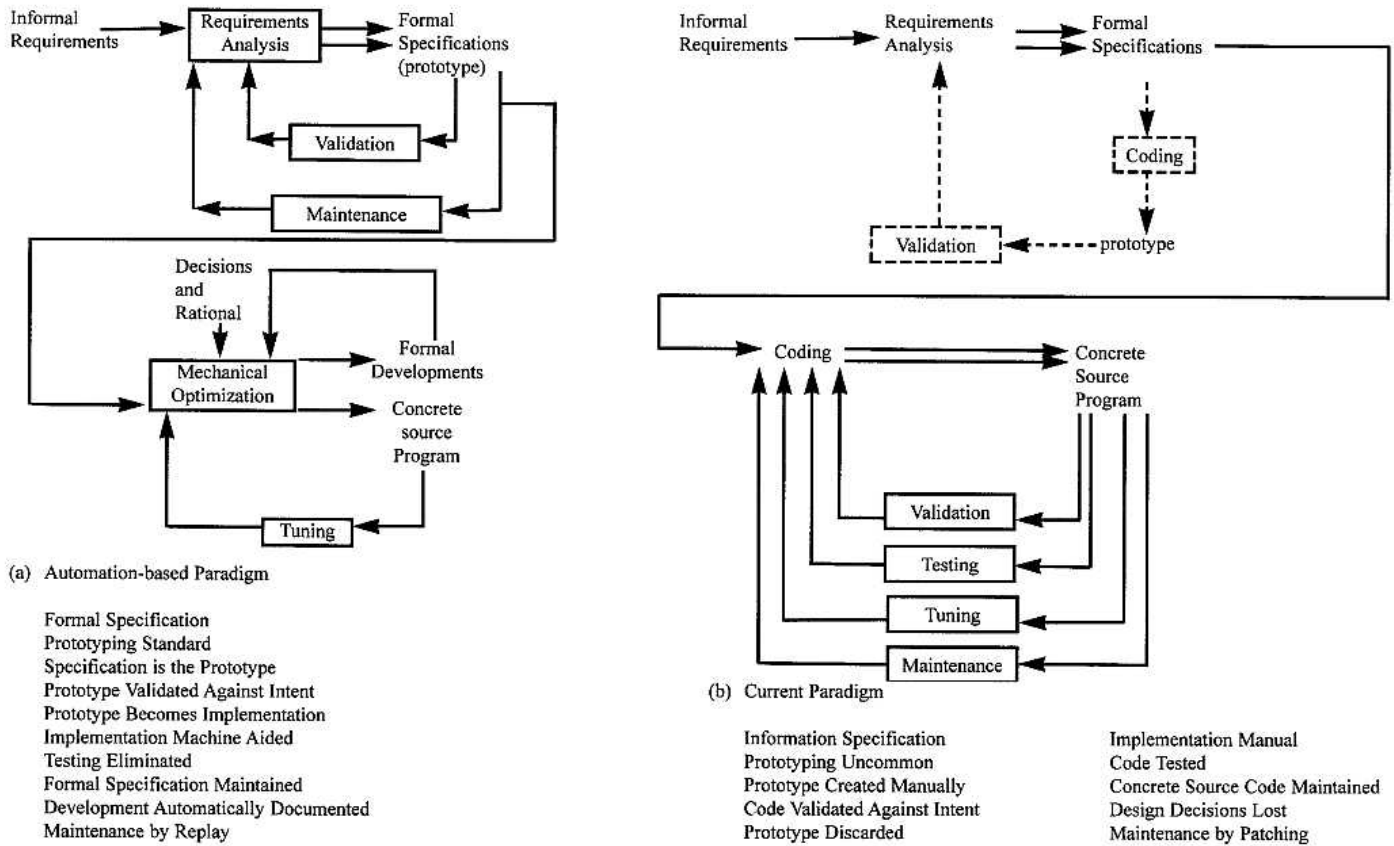 Informal
Requirements
Requirements
Analysis
Formal
Specifications
(prototype)
Validation
Maintenance
Decisions
and
Rational
Mechanical
Optimization
Formal
Developments
Concrete
source
Program
Tuning
(a) Automation-based Paradigm
Formal Specification
Prototyping Standard
Specification is the Prototype
Prototype Validated Against Intent
Prototype Becomes Implementation
Implementation Machine Aided
Testing Eliminated
Formal Specification Maintained
Development Automatically Documented
Maintenance by Replay
Informal
Requirements
Requirements
Analysis
Formal
Specifications
Coding
prototype
Validation
Coding
Concrete
Source
Program
Validation
Testing
Tuning
Maintenance
(b) Current Paradigm
Information Specification
Prototyping Uncommon
Prototype Created Manually
Code Validated Against Intent
Prototype Discarded
Implementation Manual
Code Tested
Concrete Source Code Maintained
Design Decisions Lost
Maintenance by Patching